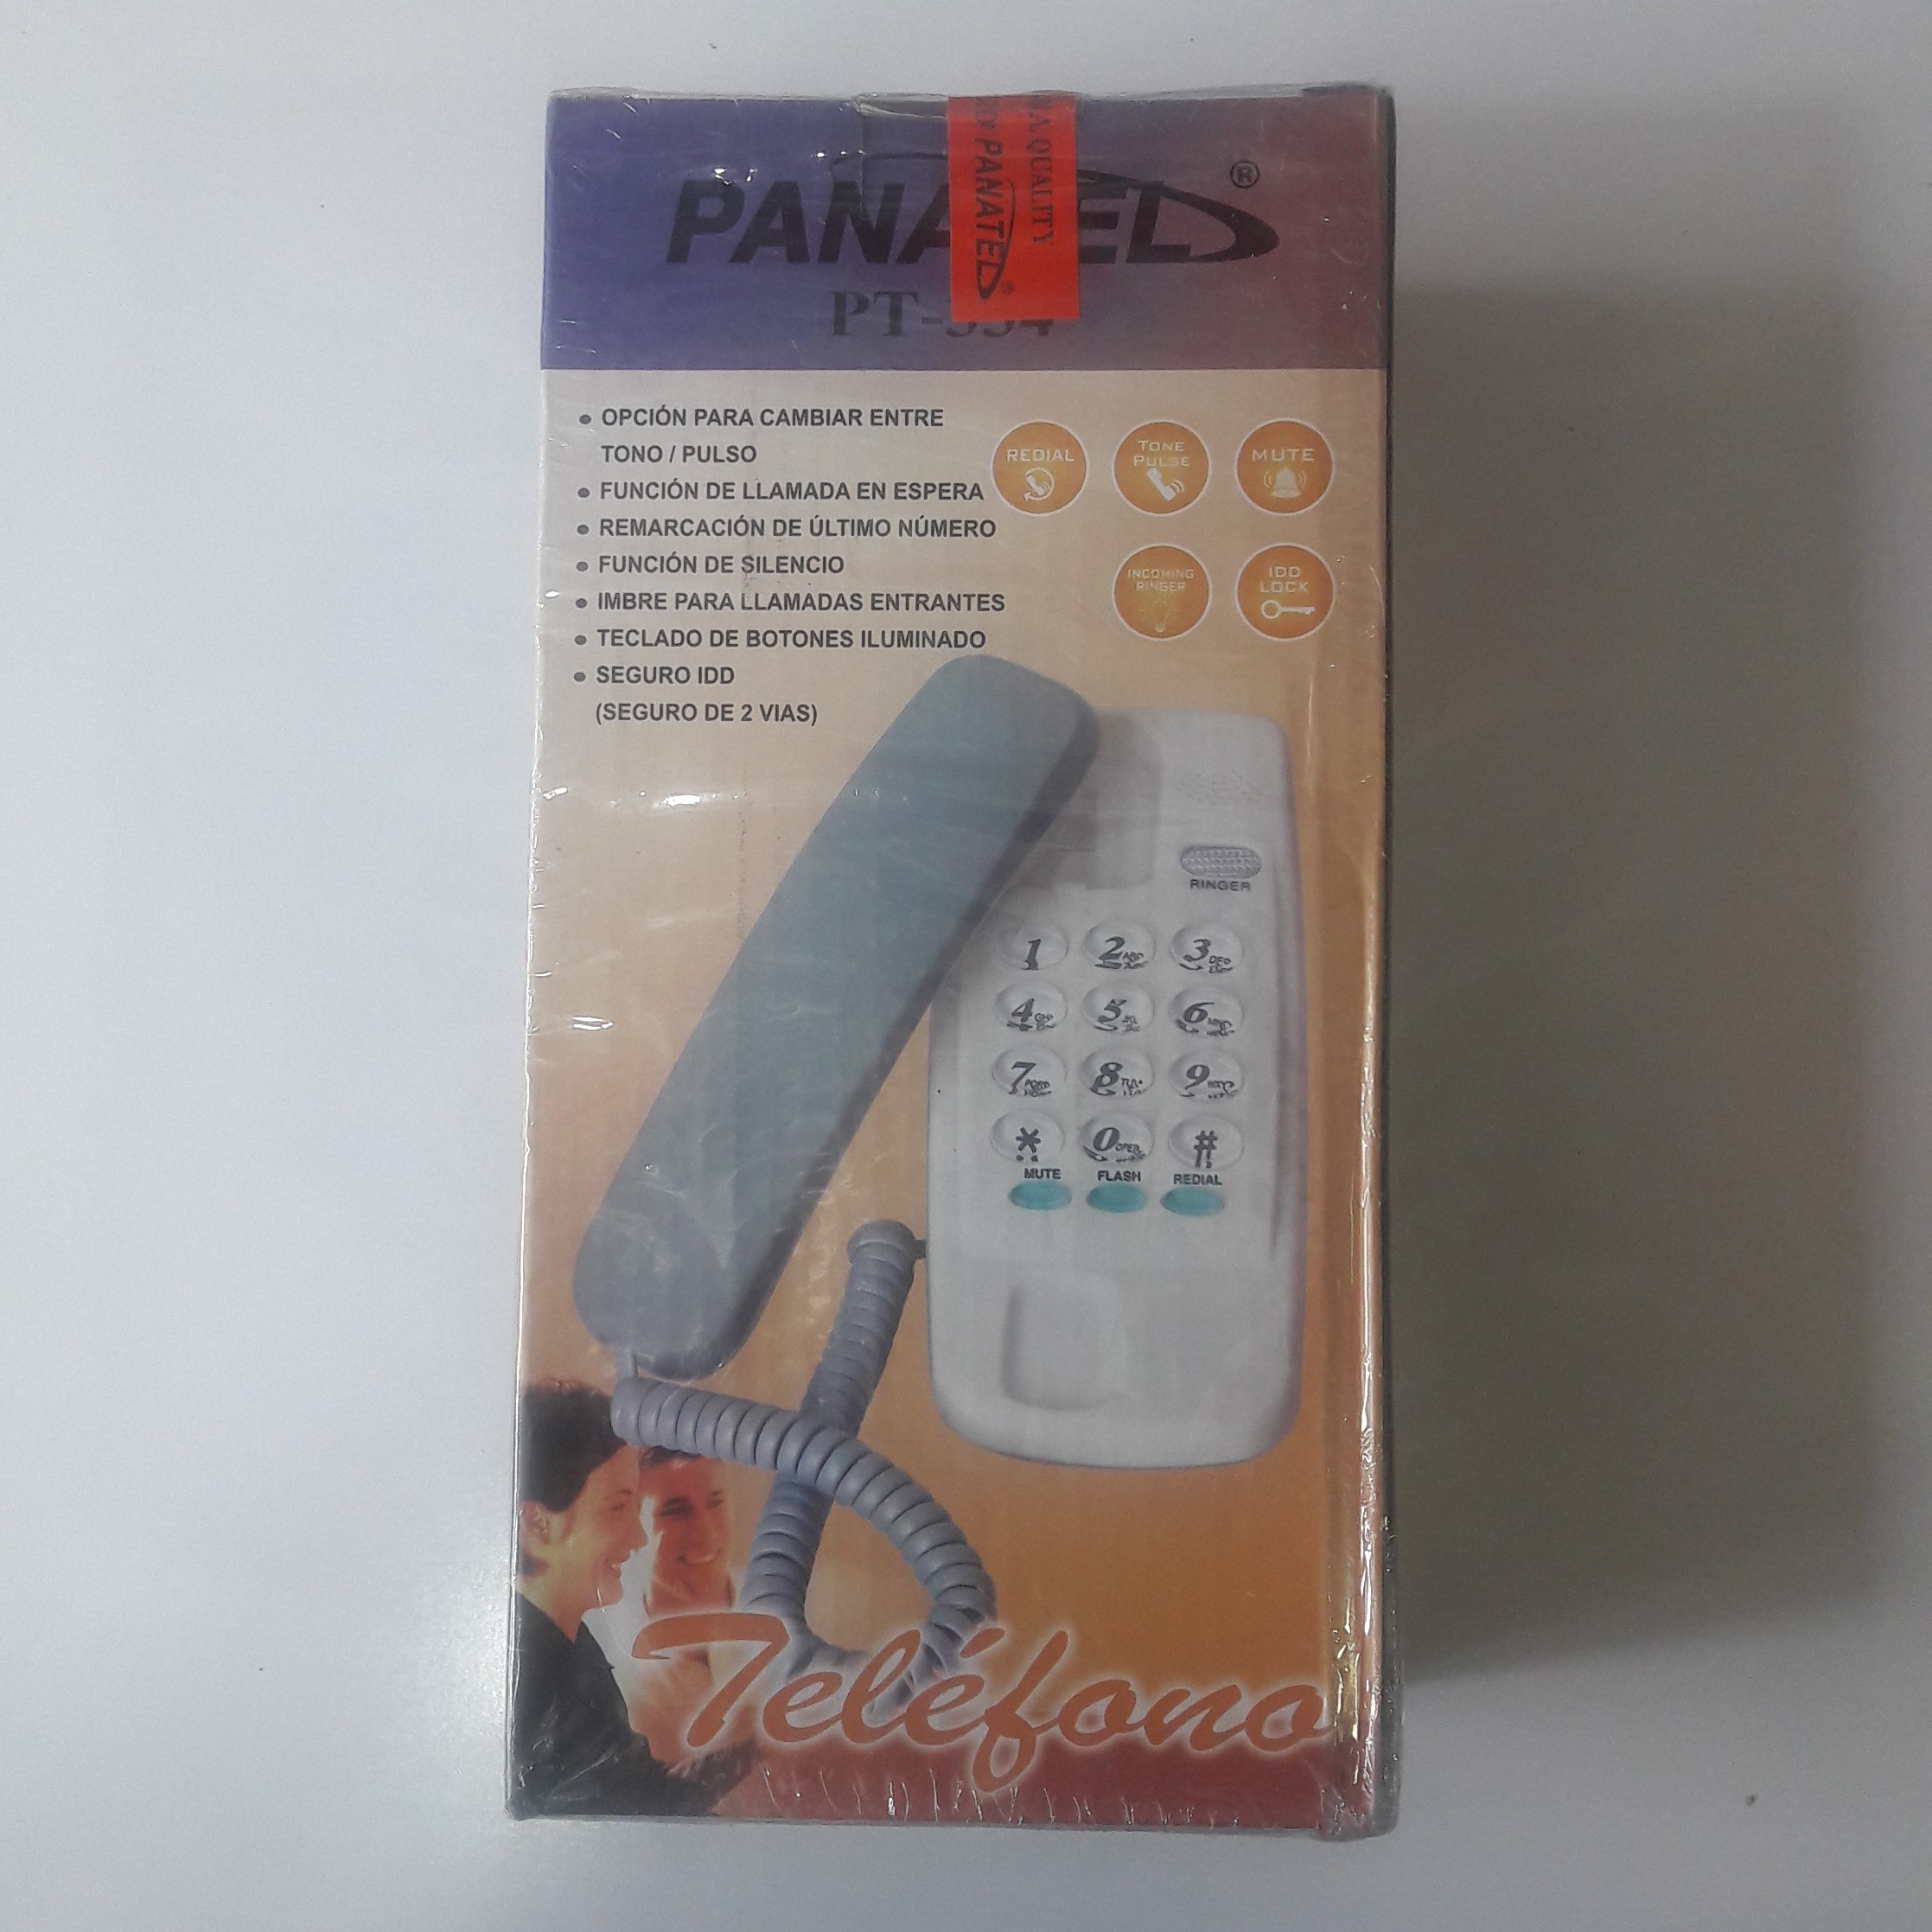 PANATEL®
A QUALITY
PANATEL®
PT-
OPCIÓN PARA CAMBIAR ENTRE
TONO / PULSO
FUNCIÓN DE LLAMADA EN ESPERA
REMARCACIÓN DE ÚLTIMO NÚMERO
FUNCIÓN DE SILENCIO
IMBRE PARA LLAMADAS ENTRANTES
TECLADO DE BOTONES ILUMINADO
SEGURO IDD
(SEGURO DE 2 VIAS)
REDIAL
TONE
PULSE
MUTE
INCOMING
RINGER
IDD
LOCK
RINGER
1 2 3
4 5 6
7 8 9
* 0 OPER #
MUTE FLASH REDIAL
Teléfono